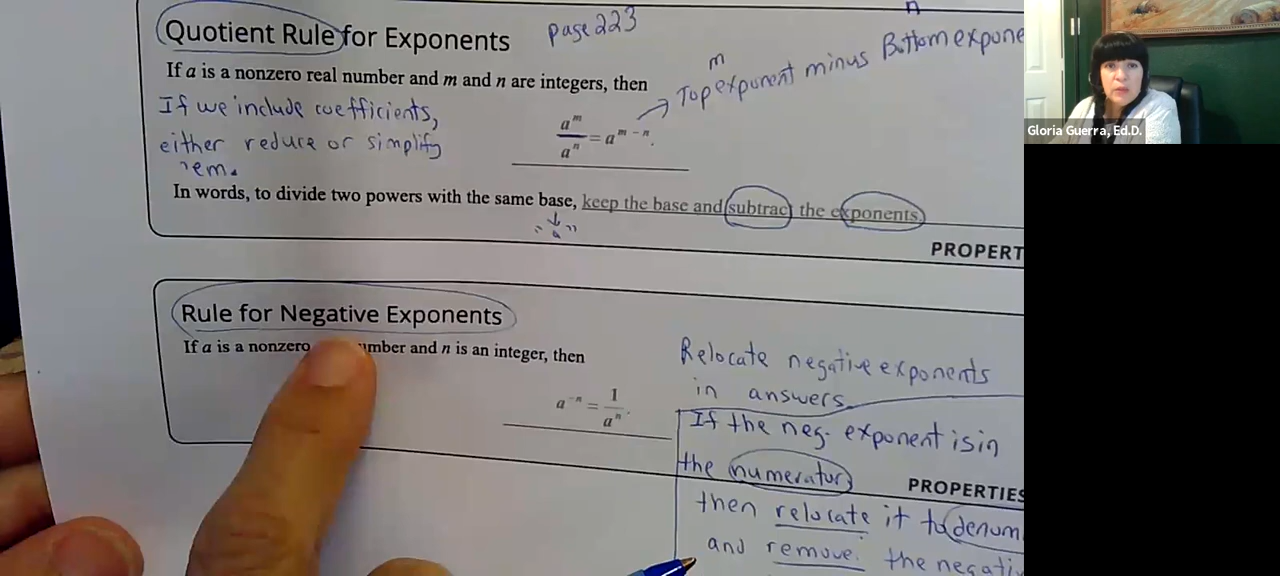 Quotient Rule for Exponents
page 223
n
m
Top exponent minus Bottom expone
If a is a nonzero real number and m and n are integers, then
If we include coefficients,
either reduce or simplify
'em.
a^m / a^n = a^(m - n).
In words, to divide two powers with the same base, keep the base and subtract the exponents.
"a"
PROPERT
Rule for Negative Exponents
If a is a nonzero umber and n is an integer, then
a^-n = 1 / a^n.
Relocate negative exponents
in answers.
If the neg. exponent is in
the numerator,
then relocate it to denum
and remove the negati
PROPERTIES
Gloria Guerra, Ed.D.